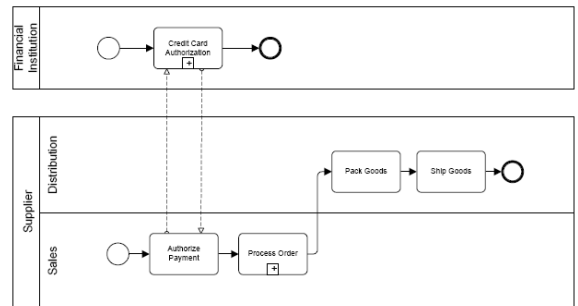 Financial
Institution
Credit Card
Authorization
+
Supplier
Distribution
Pack Goods
Ship Goods
Sales
Authorize
Payment
Process Order
+